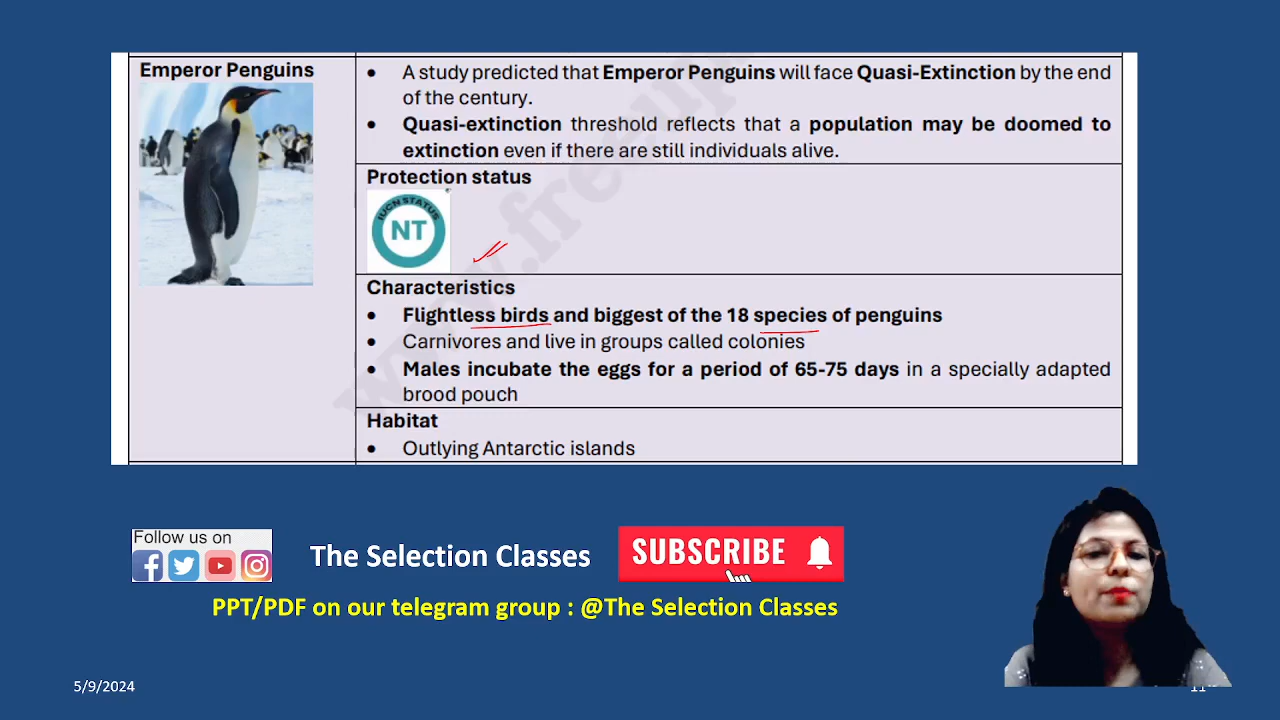 Emperor Penguins
• A study predicted that Emperor Penguins will face Quasi-Extinction by the end
of the century.
• Quasi-extinction threshold reflects that a population may be doomed to
extinction even if there are still individuals alive.
Protection status
IUCN STATUS
NT
Characteristics
• Flightless birds and biggest of the 18 species of penguins
• Carnivores and live in groups called colonies
• Males incubate the eggs for a period of 65-75 days in a specially adapted
brood pouch
Habitat
• Outlying Antarctic islands
Follow us on
The Selection Classes
SUBSCRIBE
PPT/PDF on our telegram group : @The Selection Classes
5/9/2024
11